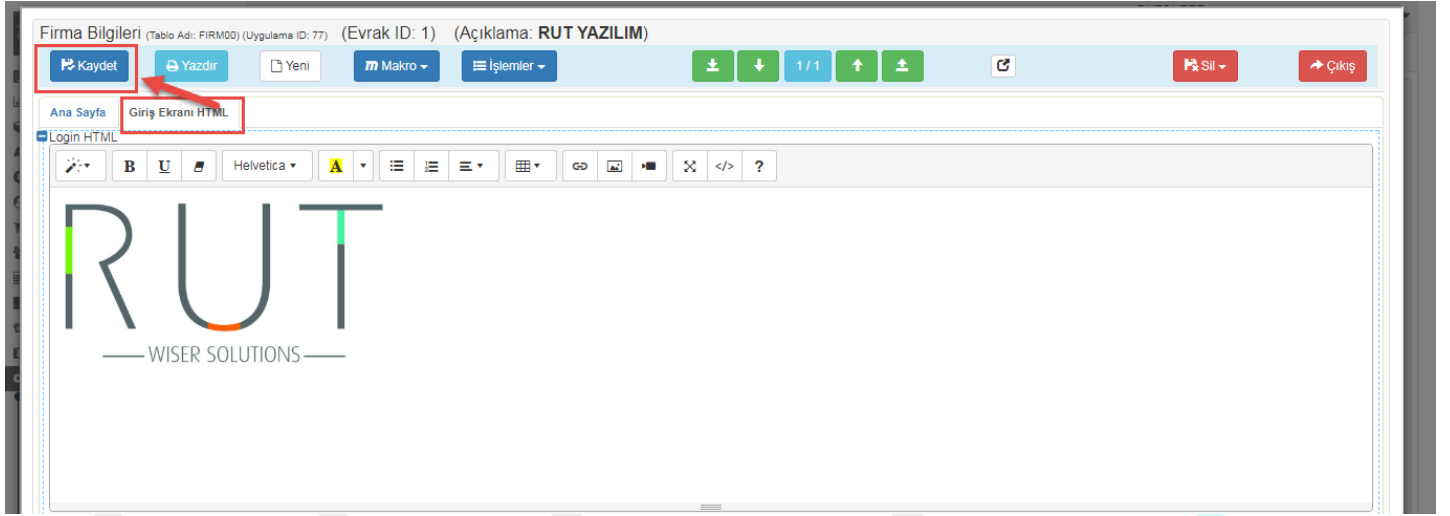 Firma Bilgileri (Tablo Adı: FIRM00) (Uygulama ID: 77) (Evrak ID: 1) (Açıklama: RUT YAZILIM)
Kaydet Yazdır Yeni m Makro İşlemler 1 / 1 Sil Çıkış
Ana Sayfa Giriş Ekranı HTML
Login HTML
B U Helvetica A </> ?
RUT
WISER SOLUTIONS